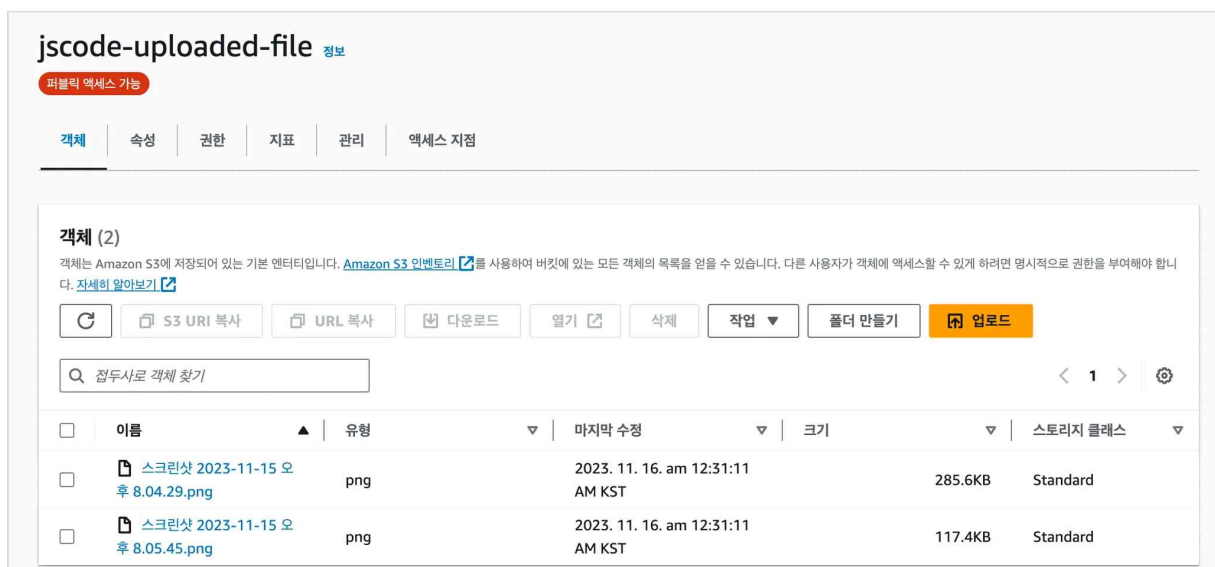 jscode-uploaded-file 정보
퍼블릭 액세스 가능
객체 속성 권한 지표 관리 액세스 지점
객체 (2)
객체는 Amazon S3에 저장되어 있는 기본 엔터티입니다. Amazon S3 인벤토리를 사용하여 버킷에 있는 모든 객체의 목록을 얻을 수 있습니다. 다른 사용자가 객체에 액세스할 수 있게 하려면 명시적으로 권한을 부여해야 합니
다. 자세히 알아보기
S3 URI 복사 URL 복사 다운로드 열기 삭제 작업 폴더 만들기 업로드
접두사로 객체 찾기 1
이름 유형 마지막 수정 크기 스토리지 클래스
스크린샷 2023-11-15 오 2023. 11. 16. am 12:31:11
png 285.6KB Standard
후 8.04.29.png AM KST
스크린샷 2023-11-15 오 2023. 11. 16. am 12:31:11
png 117.4KB Standard
후 8.05.45.png AM KST